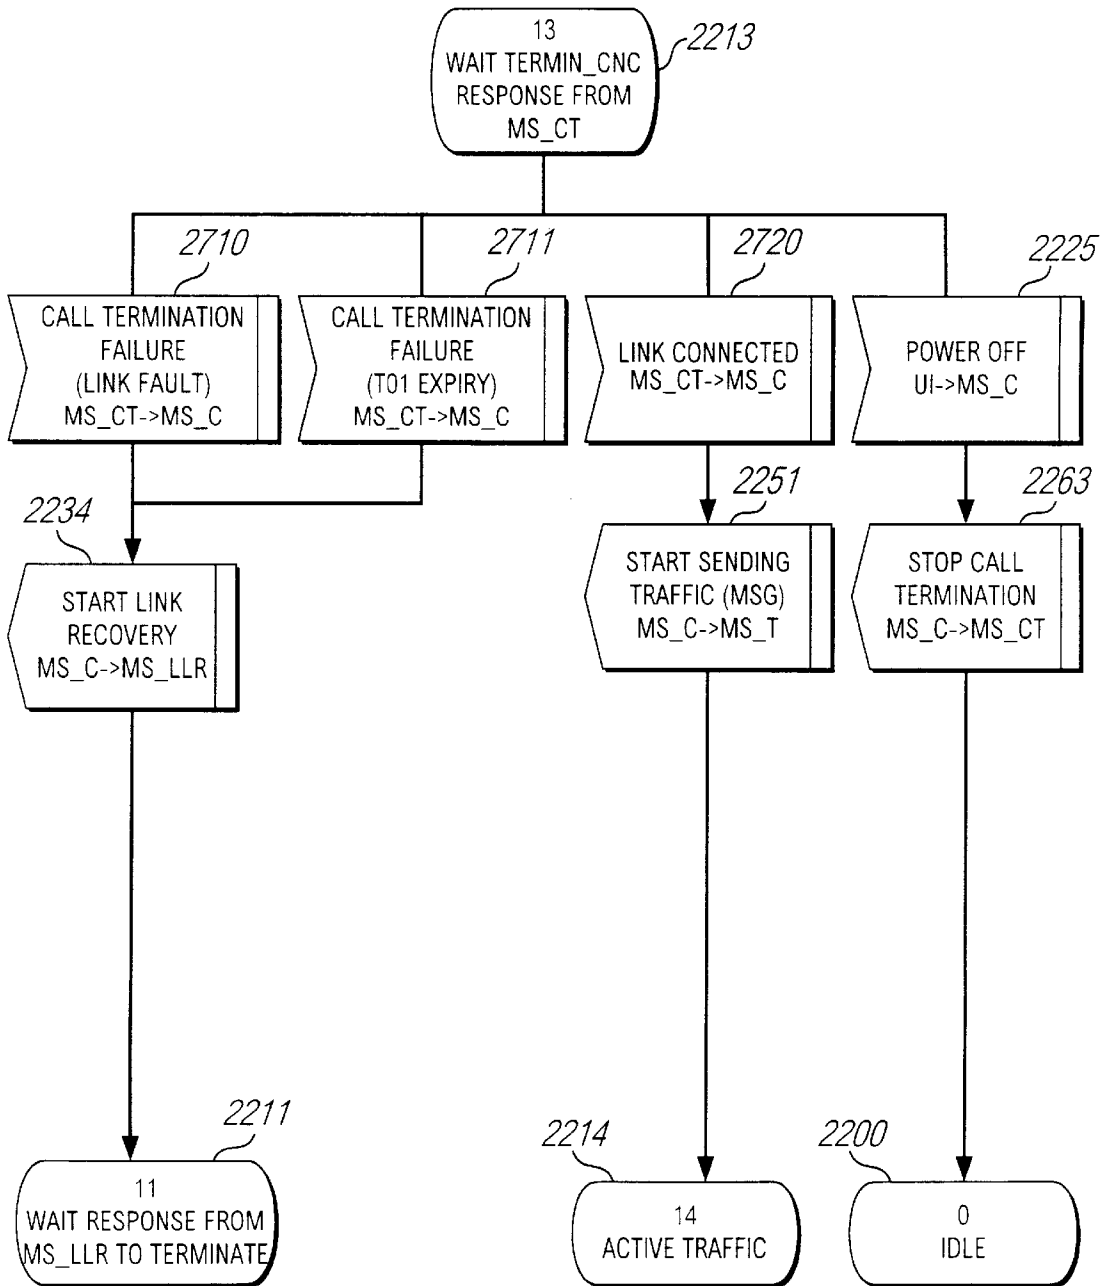 13
WAIT TERMIN_CNC
RESPONSE FROM
MS_CT
2213
2710
CALL TERMINATION
FAILURE
(LINK FAULT)
MS_CT->MS_C
2711
CALL TERMINATION
FAILURE
(T01 EXPIRY)
MS_CT->MS_C
2720
LINK CONNECTED
MS_CT->MS_C
2225
POWER OFF
UI->MS_C
2234
START LINK
RECOVERY
MS_C->MS_LLR
2251
START SENDING
TRAFFIC (MSG)
MS_C->MS_T
2263
STOP CALL
TERMINATION
MS_C->MS_CT
2211
11
WAIT RESPONSE FROM
MS_LLR TO TERMINATE
2214
14
ACTIVE TRAFFIC
2200
0
IDLE